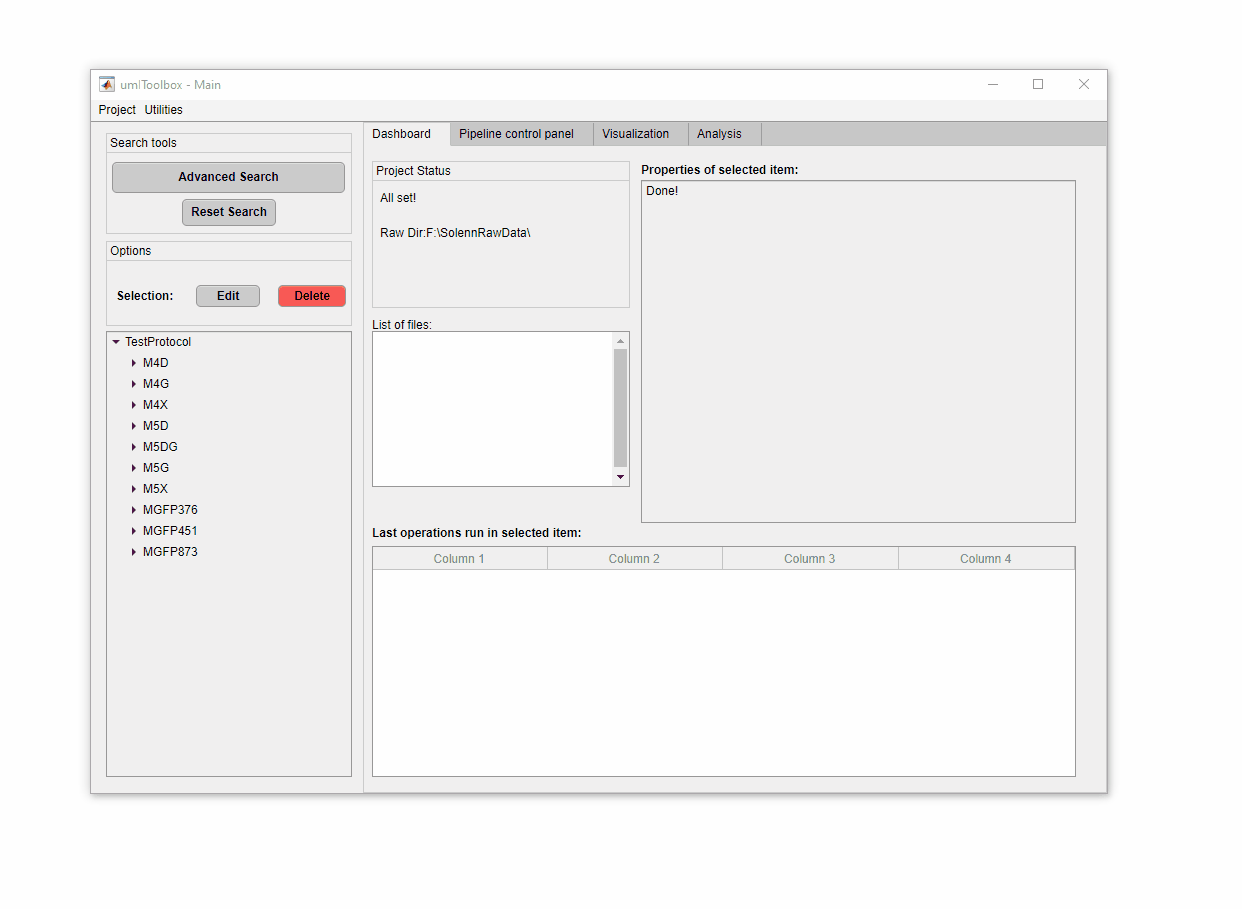 umIToolbox - Main
Project Utilities
Search tools
Advanced Search
Reset Search
Options
Selection: Edit Delete
TestProtocol
M4D
M4G
M4X
M5D
M5DG
M5G
M5X
MGFP376
MGFP451
MGFP873
Dashboard Pipeline control panel Visualization Analysis
Project Status
All set!
Raw Dir:F:\SolennRawData\
List of files:
Properties of selected item:
Done!
Last operations run in selected item:
Column 1 Column 2 Column 3 Column 4